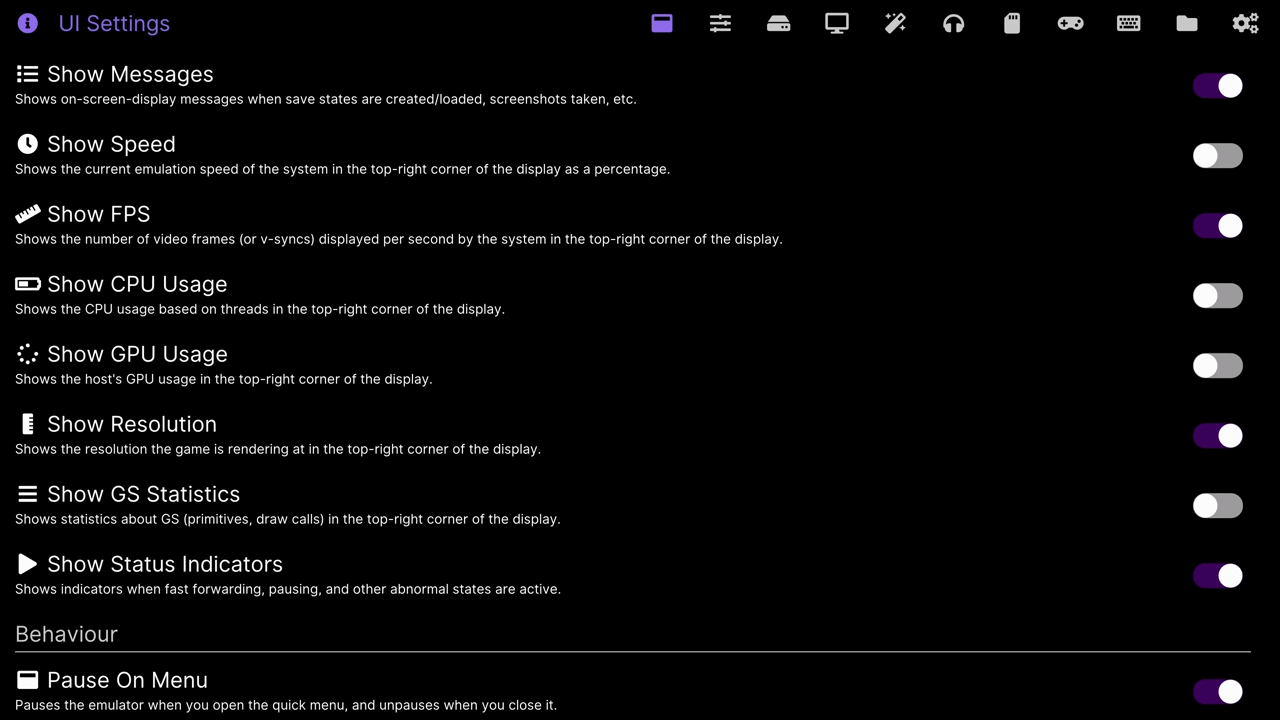 UI Settings
Show Messages
Shows on-screen-display messages when save states are created/loaded, screenshots taken, etc.
Show Speed
Shows the current emulation speed of the system in the top-right corner of the display as a percentage.
Show FPS
Shows the number of video frames (or v-syncs) displayed per second by the system in the top-right corner of the display.
Show CPU Usage
Shows the CPU usage based on threads in the top-right corner of the display.
Show GPU Usage
Shows the host's GPU usage in the top-right corner of the display.
Show Resolution
Shows the resolution the game is rendering at in the top-right corner of the display.
Show GS Statistics
Shows statistics about GS (primitives, draw calls) in the top-right corner of the display.
Show Status Indicators
Shows indicators when fast forwarding, pausing, and other abnormal states are active.
Behaviour
Pause On Menu
Pauses the emulator when you open the quick menu, and unpauses when you close it.